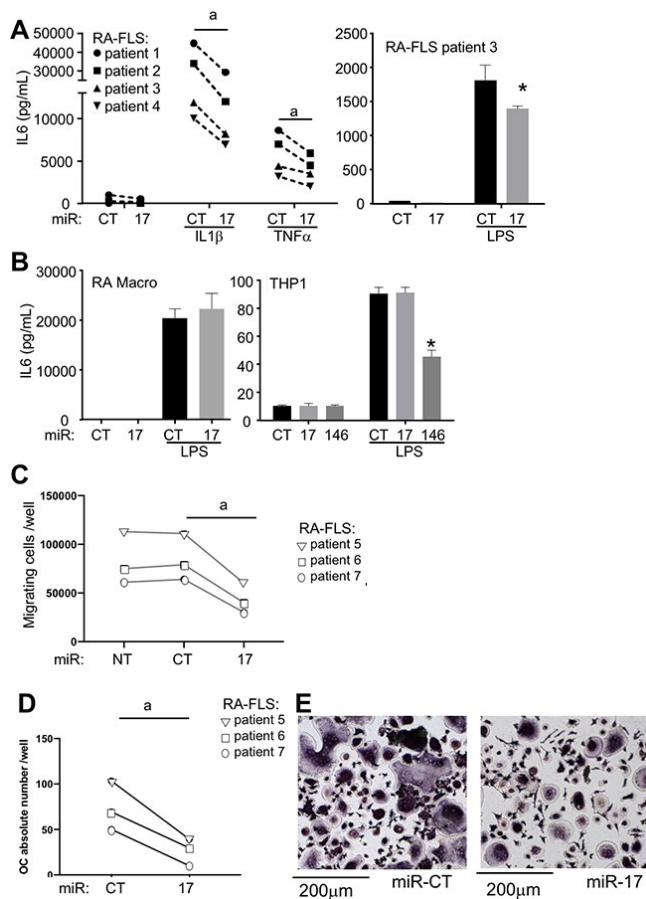 A
RA-FLS:
patient 1
patient 2
patient 3
patient 4
a
a
50000
40000
30000
10000
5000
0
IL6 (pg/mL)
miR: CT 17 CT 17 CT 17
IL1β TNFα
RA-FLS patient 3
2500
2000
1500
1000
500
0
*
CT 17 CT 17
LPS
B
RA Macro
30000
20000
10000
0
IL6 (pg/mL)
miR: CT 17 CT 17
LPS
THP1
100
80
60
40
20
0
*
CT 17 146 CT 17 146
LPS
C
a
150000
100000
50000
0
Migrating cells /well
miR: NT CT 17
RA-FLS:
patient 5
patient 6
patient 7
D
a
RA-FLS:
patient 5
patient 6
patient 7
150
100
50
0
OC absolute number /well
miR: CT 17
E
200μm miR-CT
200μm miR-17